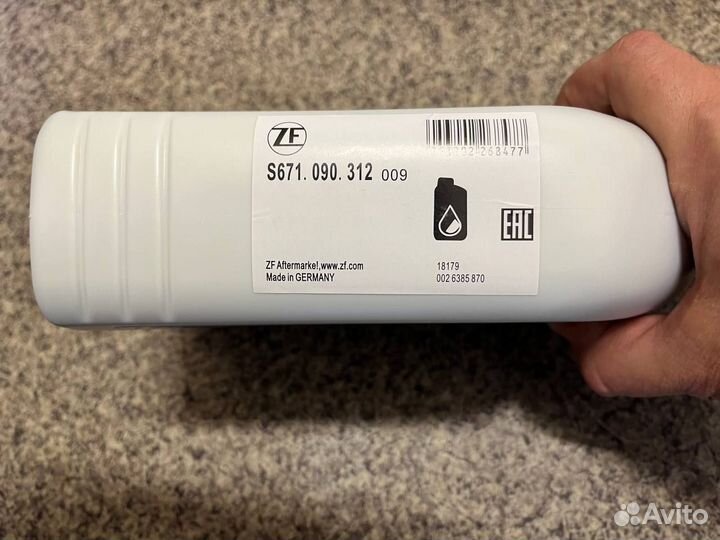 ZF
S671. 090. 312 009
EAC
ZF Aftermarket,www.zf.com
Made in GERMANY
18179
002 6385 870
Avito